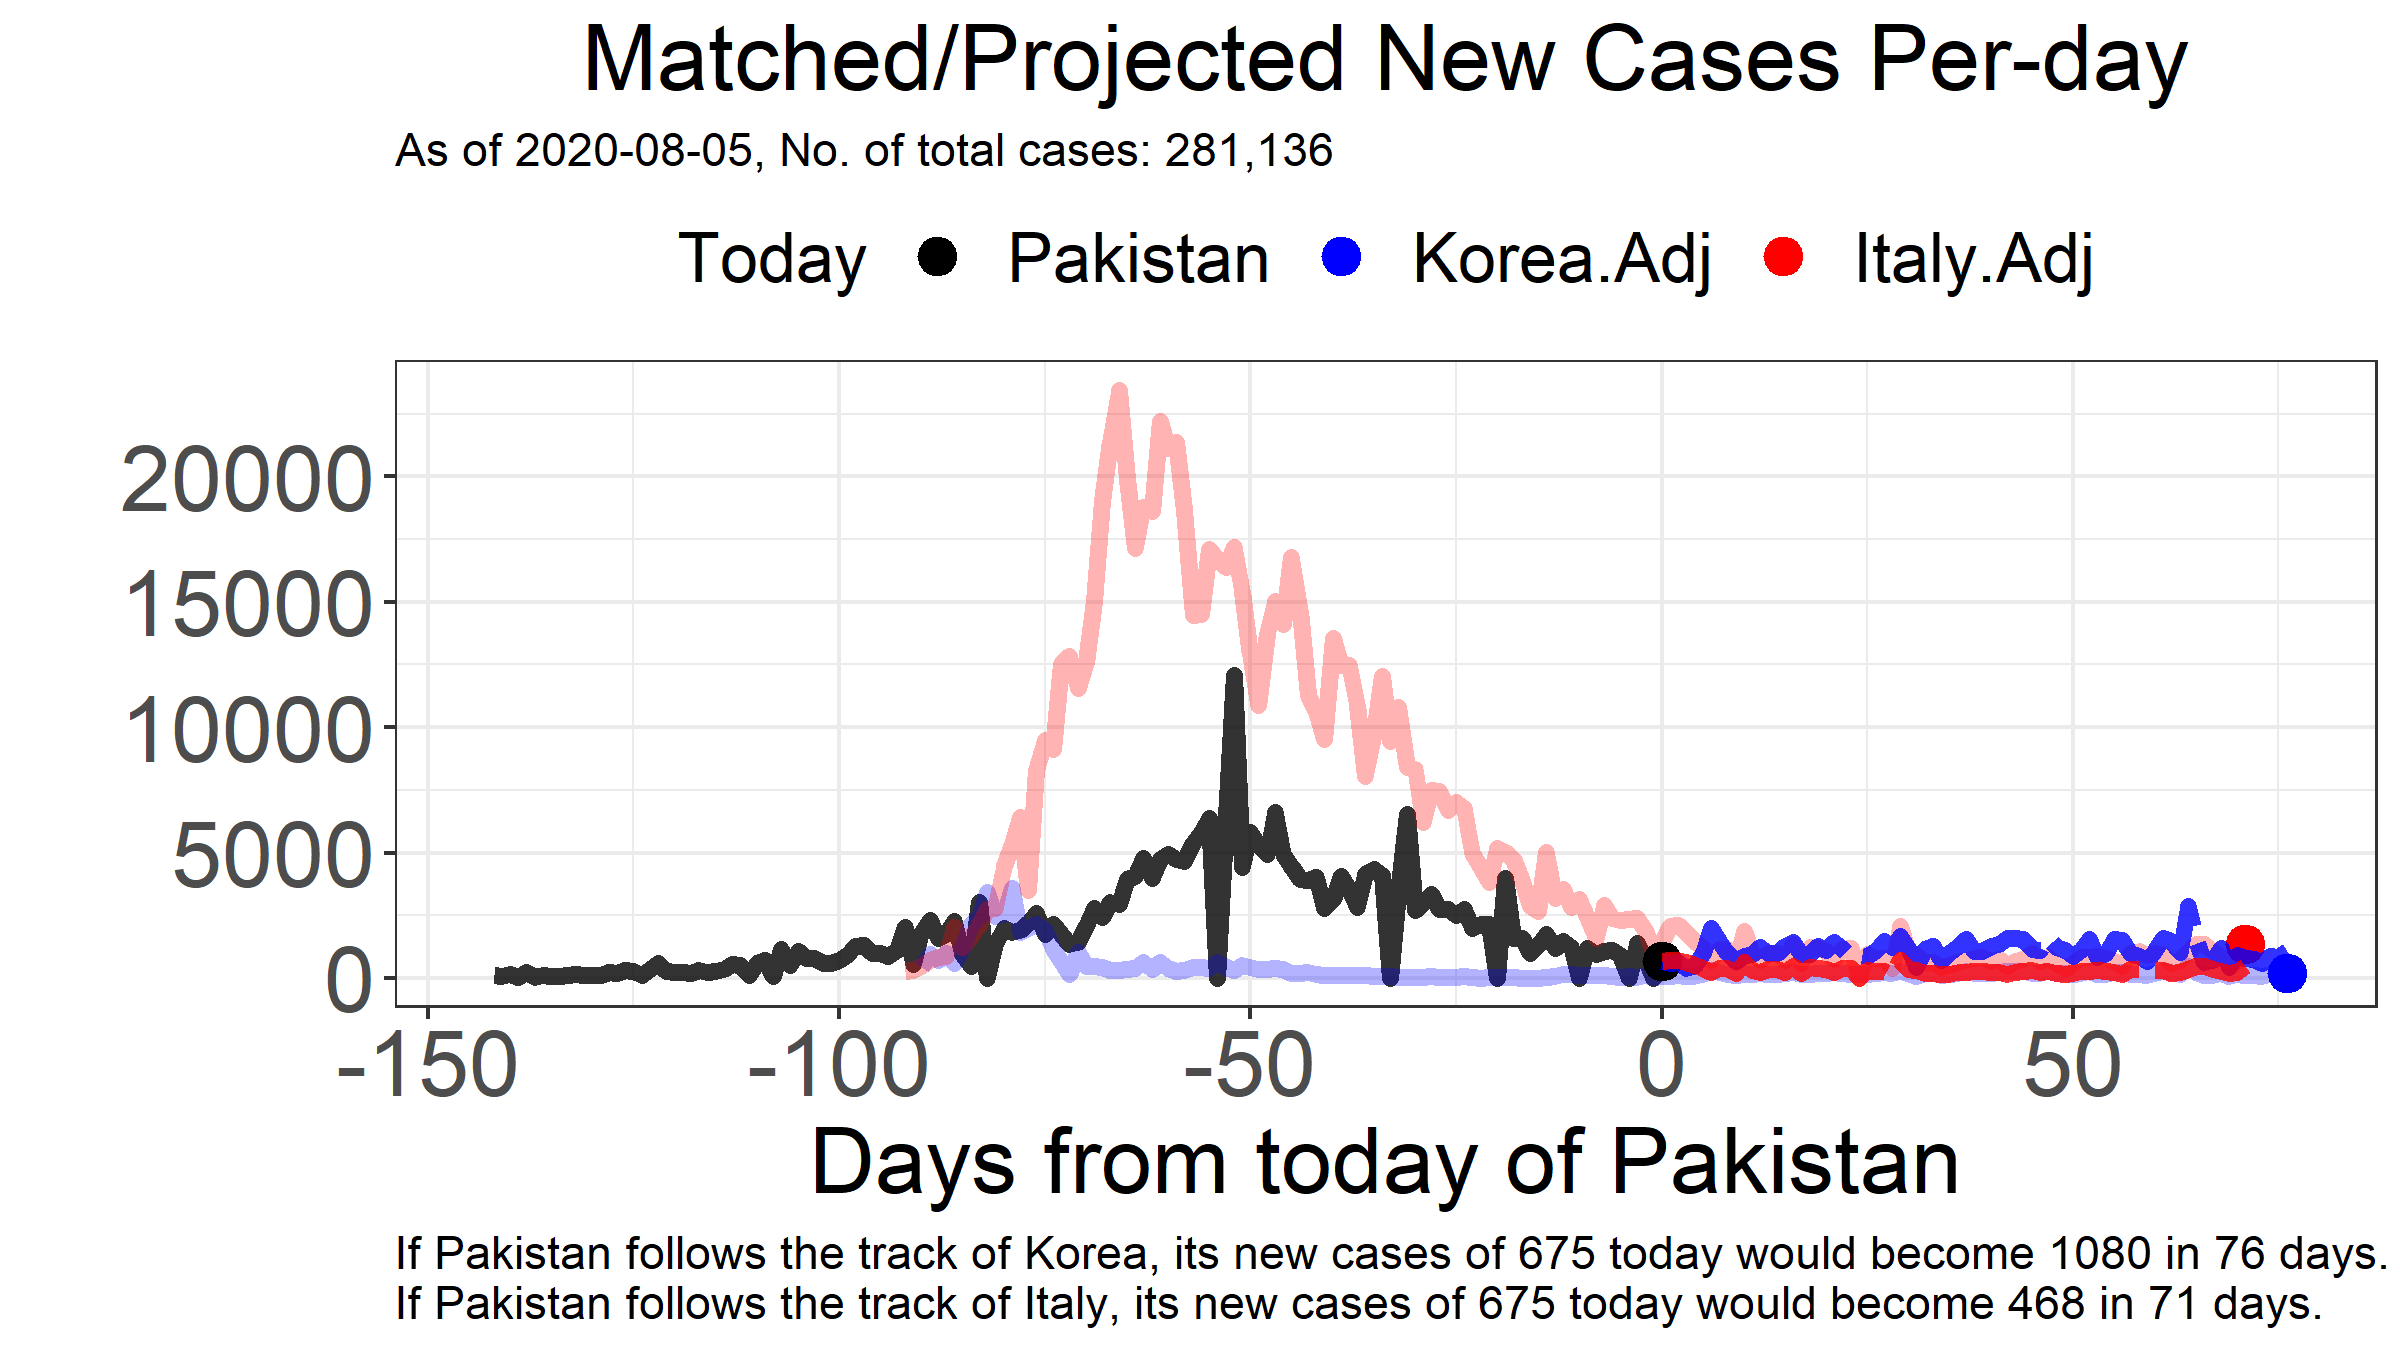 Matched/Projected New Cases Per-day
As of 2020-08-05, No. of total cases: 281,136
Today Pakistan Korea.Adj Italy.Adj
20000
15000
10000
5000
0
-150 -100 -50 0 50
Days from today of Pakistan
If Pakistan follows the track of Korea, its new cases of 675 today would become 1080 in 76 days.
If Pakistan follows the track of Italy, its new cases of 675 today would become 468 in 71 days.